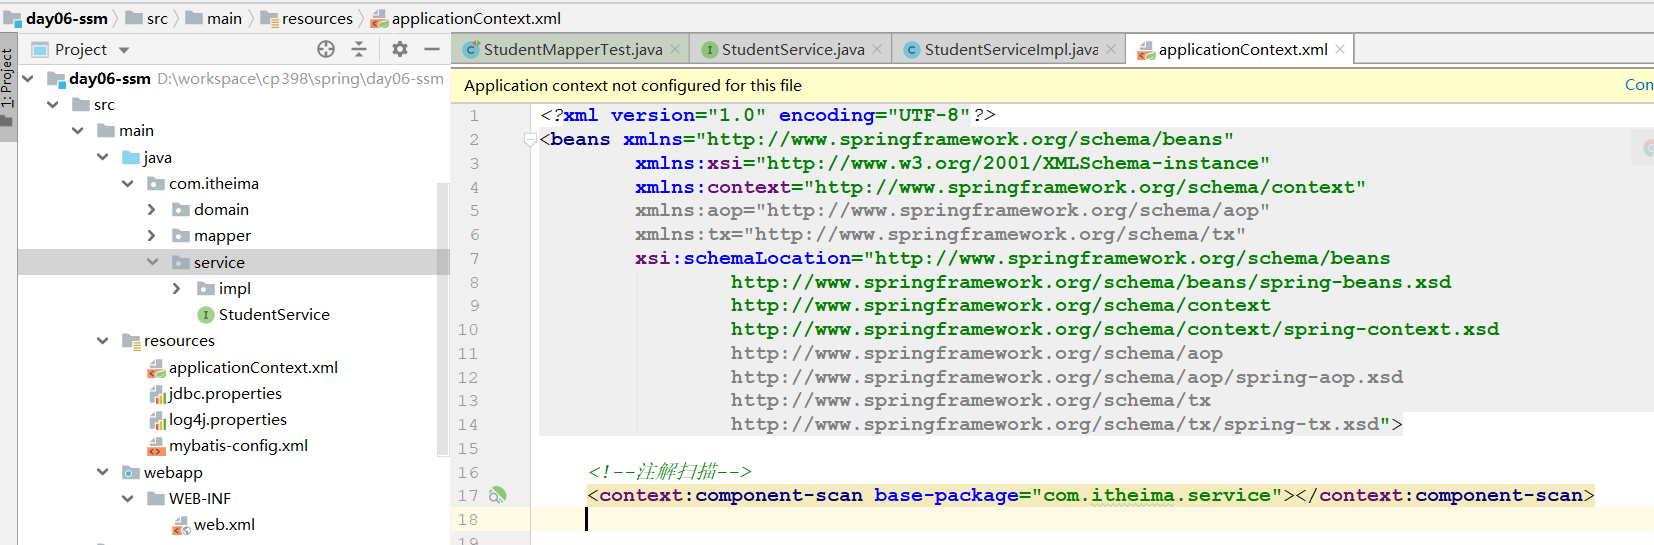 day06-ssm src main resources applicationContext.xml
1: Project
Project
day06-ssm D:\workspace\cp398\spring\day06-ssm
src
main
java
com.itheima
domain
mapper
service
impl
StudentService
resources
applicationContext.xml
jdbc.properties
log4j.properties
mybatis-config.xml
webapp
WEB-INF
web.xml
StudentMapperTest.java StudentService.java StudentServiceImpl.java applicationContext.xml
Application context not configured for this file Con
1 <?xml version="1.0" encoding="UTF-8"?>
2 <beans xmlns="http://www.springframework.org/schema/beans"
3 xmlns:xsi="http://www.w3.org/2001/XMLSchema-instance"
4 xmlns:context="http://www.springframework.org/schema/context"
5 xmlns:aop="http://www.springframework.org/schema/aop"
6 xmlns:tx="http://www.springframework.org/schema/tx"
7 xsi:schemaLocation="http://www.springframework.org/schema/beans
8 http://www.springframework.org/schema/beans/spring-beans.xsd
9 http://www.springframework.org/schema/context
10 http://www.springframework.org/schema/context/spring-context.xsd
11 http://www.springframework.org/schema/aop
12 http://www.springframework.org/schema/aop/spring-aop.xsd
13 http://www.springframework.org/schema/tx
14 http://www.springframework.org/schema/tx/spring-tx.xsd">
15
16 <!--注解扫描-->
17 <context:component-scan base-package="com.itheima.service"></context:component-scan>
18
19